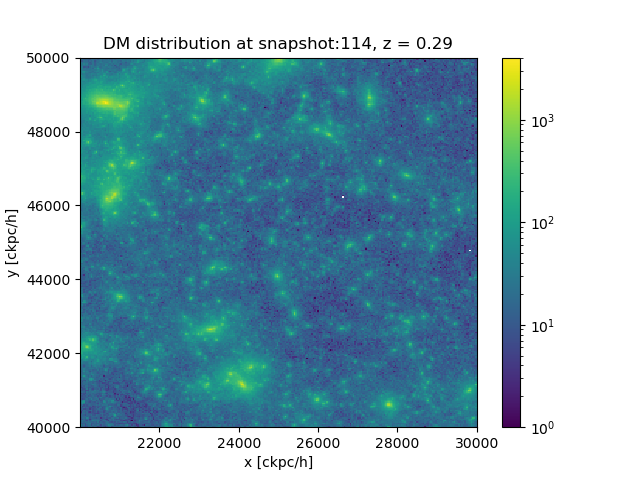 DM distribution at snapshot:114, z = 0.29
50000
48000
46000
44000
42000
40000
y [ckpc/h]
22000 24000 26000 28000 30000
x [ckpc/h]
10³
10²
10¹
10⁰